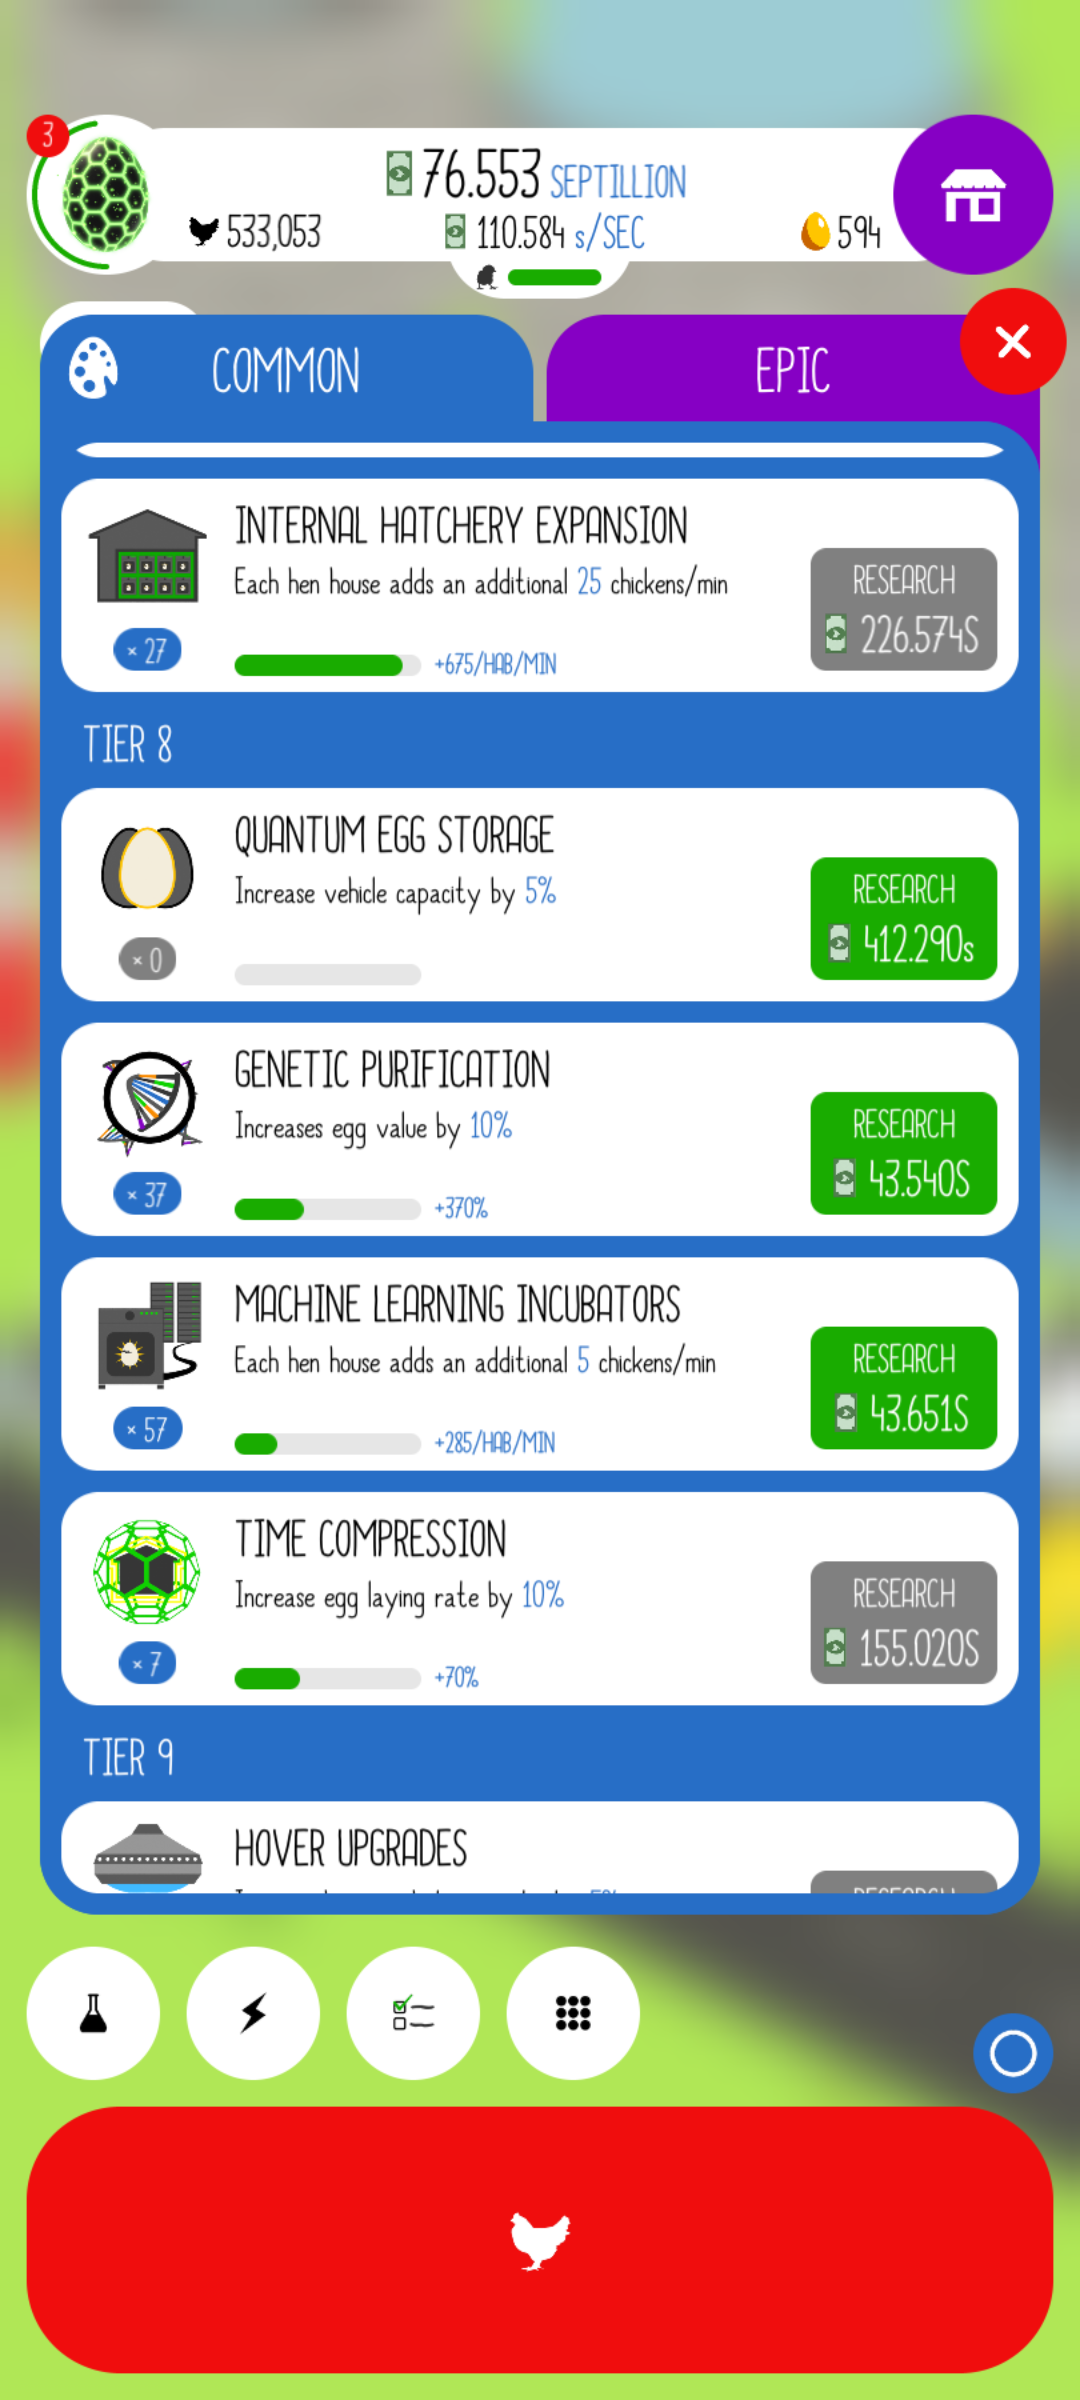 3
76.553 SEPTILLION
533,053
110.584 s/SEC
594
COMMON
EPIC
INTERNAL HATCHERY EXPANSION
Each hen house adds an additional 25 chickens/min
RESEARCH
226.574S
× 27
+675/HAB/MIN
TIER 8
QUANTUM EGG STORAGE
Increase vehicle capacity by 5%
RESEARCH
412.290s
× 0
GENETIC PURIFICATION
Increases egg value by 10%
RESEARCH
43.540S
× 37
+370%
MACHINE LEARNING INCUBATORS
Each hen house adds an additional 5 chickens/min
RESEARCH
43.651S
× 57
+285/HAB/MIN
TIME COMPRESSION
Increase egg laying rate by 10%
RESEARCH
155.020S
× 7
+70%
TIER 9
HOVER UPGRADES